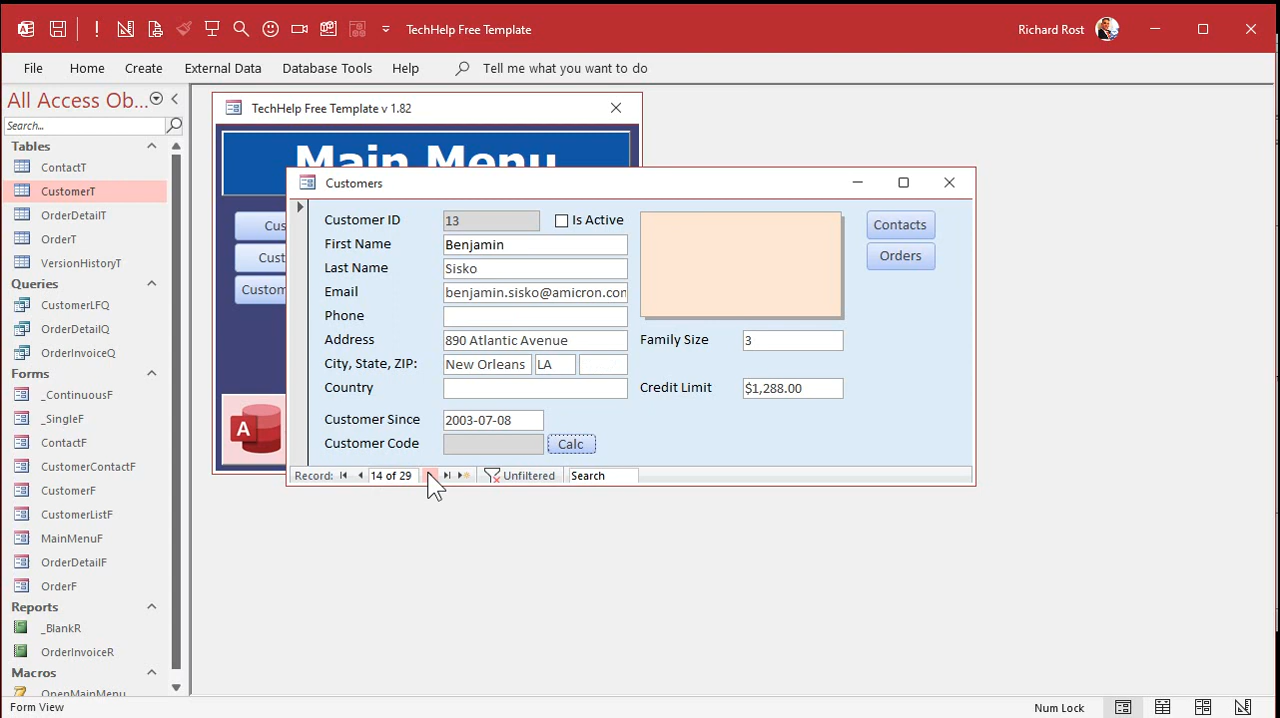 TechHelp Free Template
Richard Rost
File Home Create External Data Database Tools Help Tell me what you want to do
All Access Ob...
Search...
Tables
ContactT
CustomerT
OrderDetailT
OrderT
VersionHistoryT
Queries
CustomerLFQ
OrderDetailQ
OrderInvoiceQ
Forms
_ContinuousF
_SingleF
ContactF
CustomerContactF
CustomerF
CustomerListF
MainMenuF
OrderDetailF
OrderF
Reports
_BlankR
OrderInvoiceR
Macros
OpenMainMenu
TechHelp Free Template v 1.82
Main Menu
Cus
Cust
Custom
A
Customers
Customer ID 13 Is Active
First Name Benjamin
Last Name Sisko
Email benjamin.sisko@amicron.com
Phone
Address 890 Atlantic Avenue
City, State, ZIP: New Orleans LA
Country
Customer Since 2003-07-08
Customer Code Calc
Family Size 3
Credit Limit $1,288.00
Contacts
Orders
Record: 14 of 29 Unfiltered Search
Form View
Num Lock